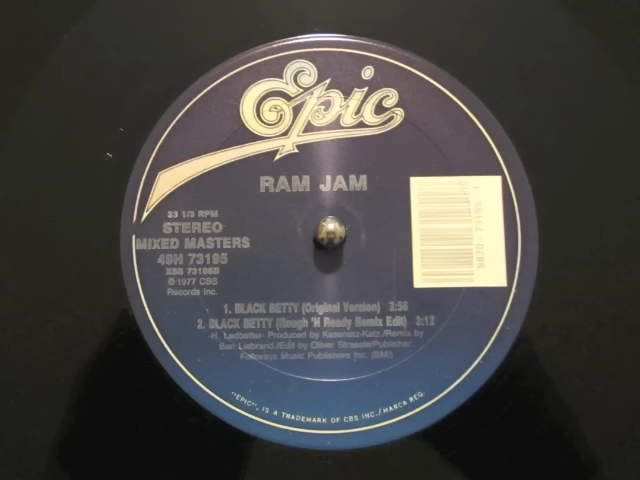 Epic
RAM JAM
33 1/3 RPM
STEREO
MIXED MASTERS
49H 73195
XSS 73195B
℗ 1977 CBS
Records Inc.
1. BLACK BETTY (Original Version) 3:56
2. BLACK BETTY (Rough 'N Ready Remix Edit) 3:12
-H. Ledbetter- Produced by Kasenetz-Katz./Remix by
Ben Liebrand./Edit by Oliver Strassle/Publisher:
Folkways Music Publishers Inc. (BMI)
"EPIC", IS A TRADEMARK OF CBS INC./MARCA REG.